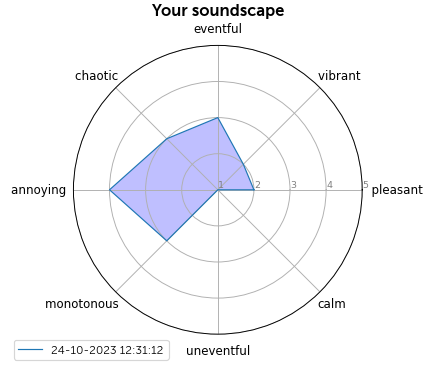 Your soundscape
eventful
chaotic
vibrant
annoying
1 2 3 4 5
pleasant
monotonous
calm
24-10-2023 12:31:12
uneventful